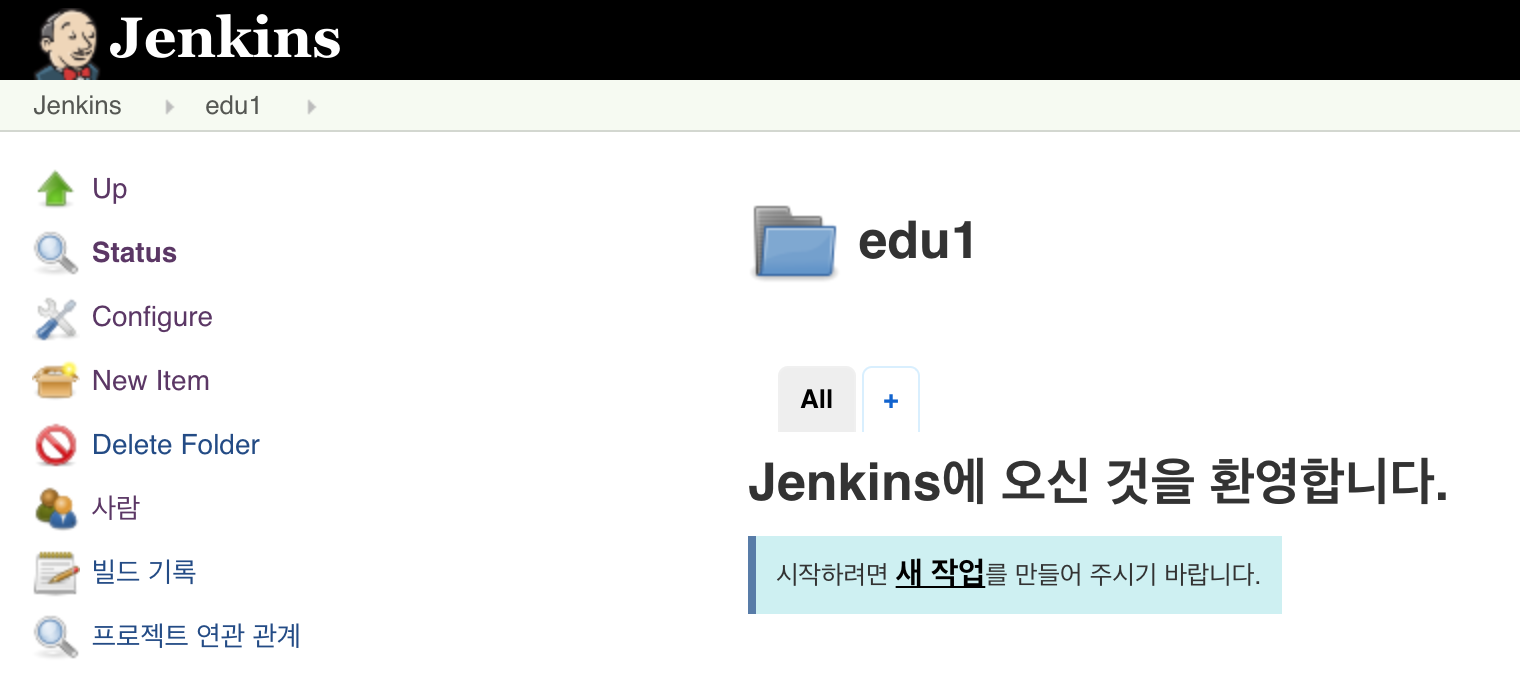 Jenkins
Jenkins edu1
Up
Status
Configure
New Item
Delete Folder
사람
빌드 기록
프로젝트 연관 관계
edu1
All +
Jenkins에 오신 것을 환영합니다.
시작하려면 새 작업를 만들어 주시기 바랍니다.